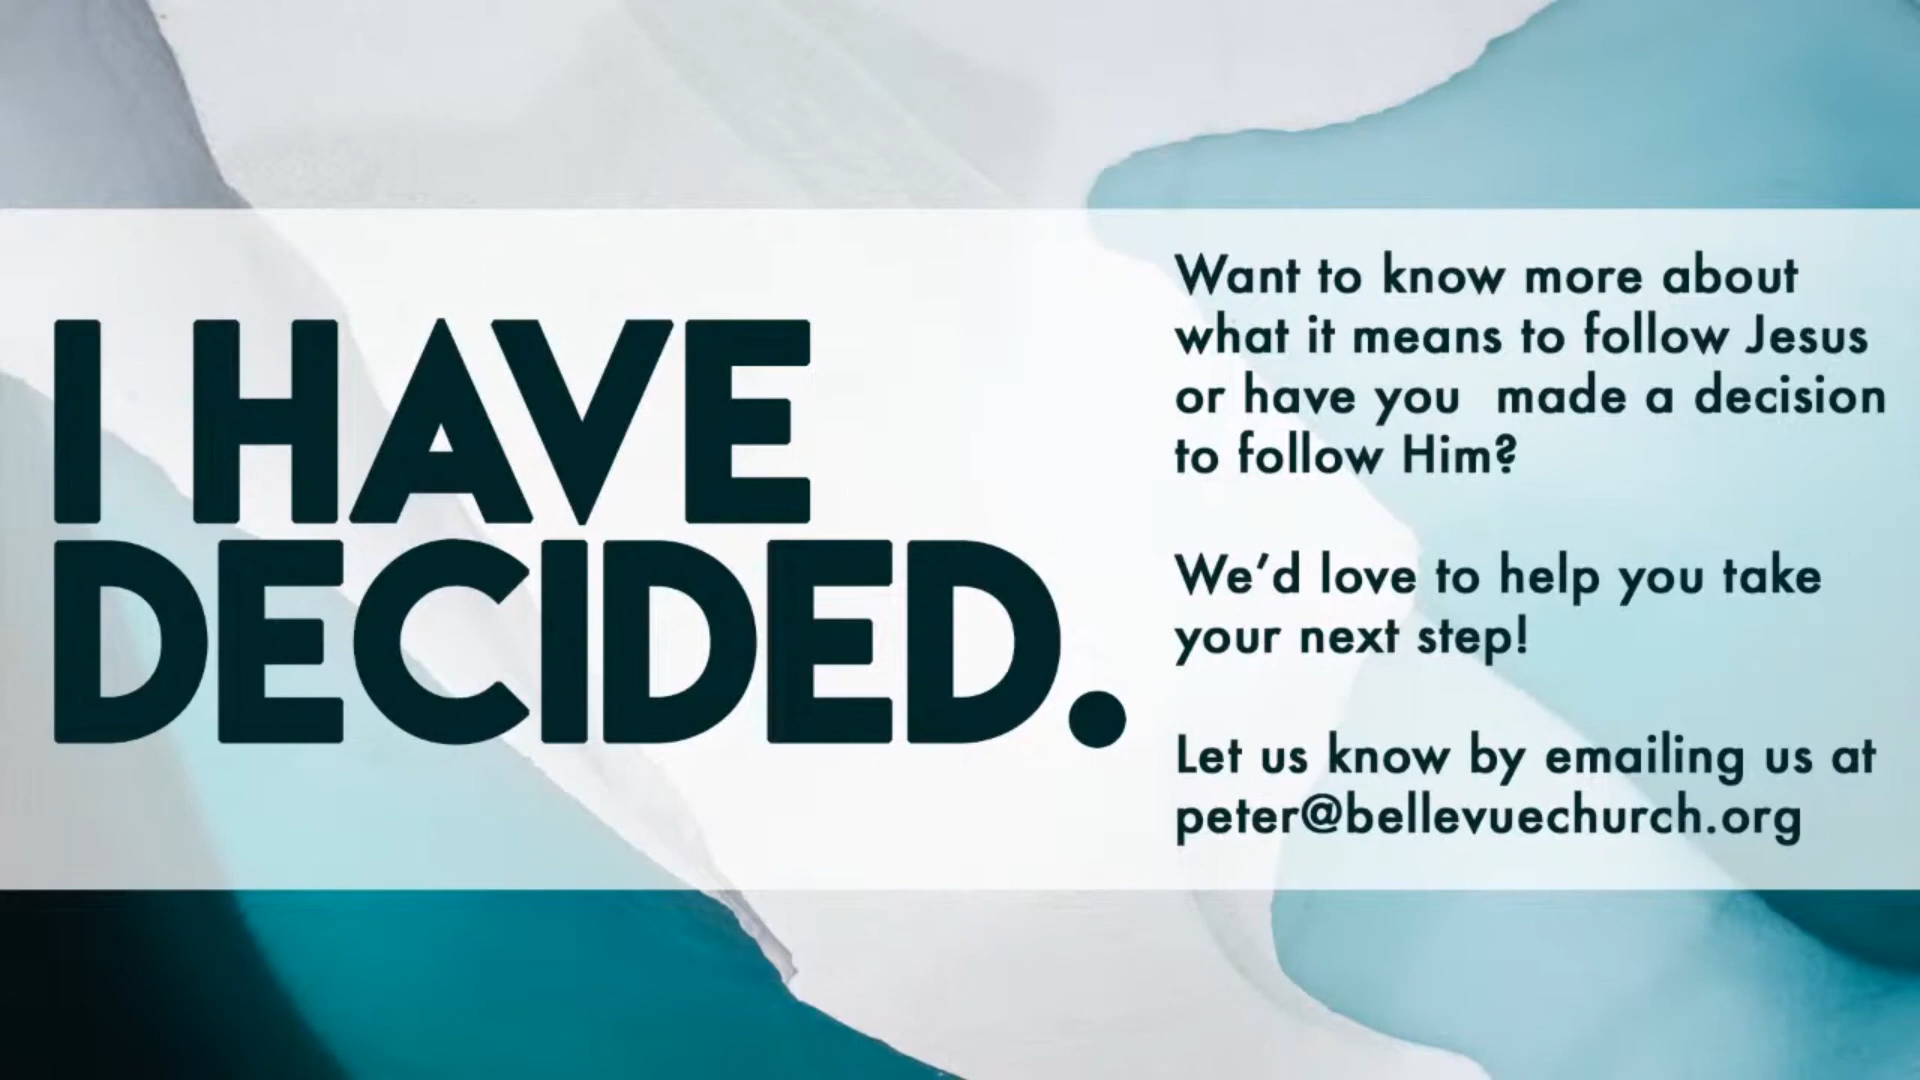 I HAVE
DECIDED.
Want to know more about
what it means to follow Jesus
or have you  made a decision
to follow Him?
We’d love to help you take
your next step!
Let us know by emailing us at
peter@bellevuechurch.org